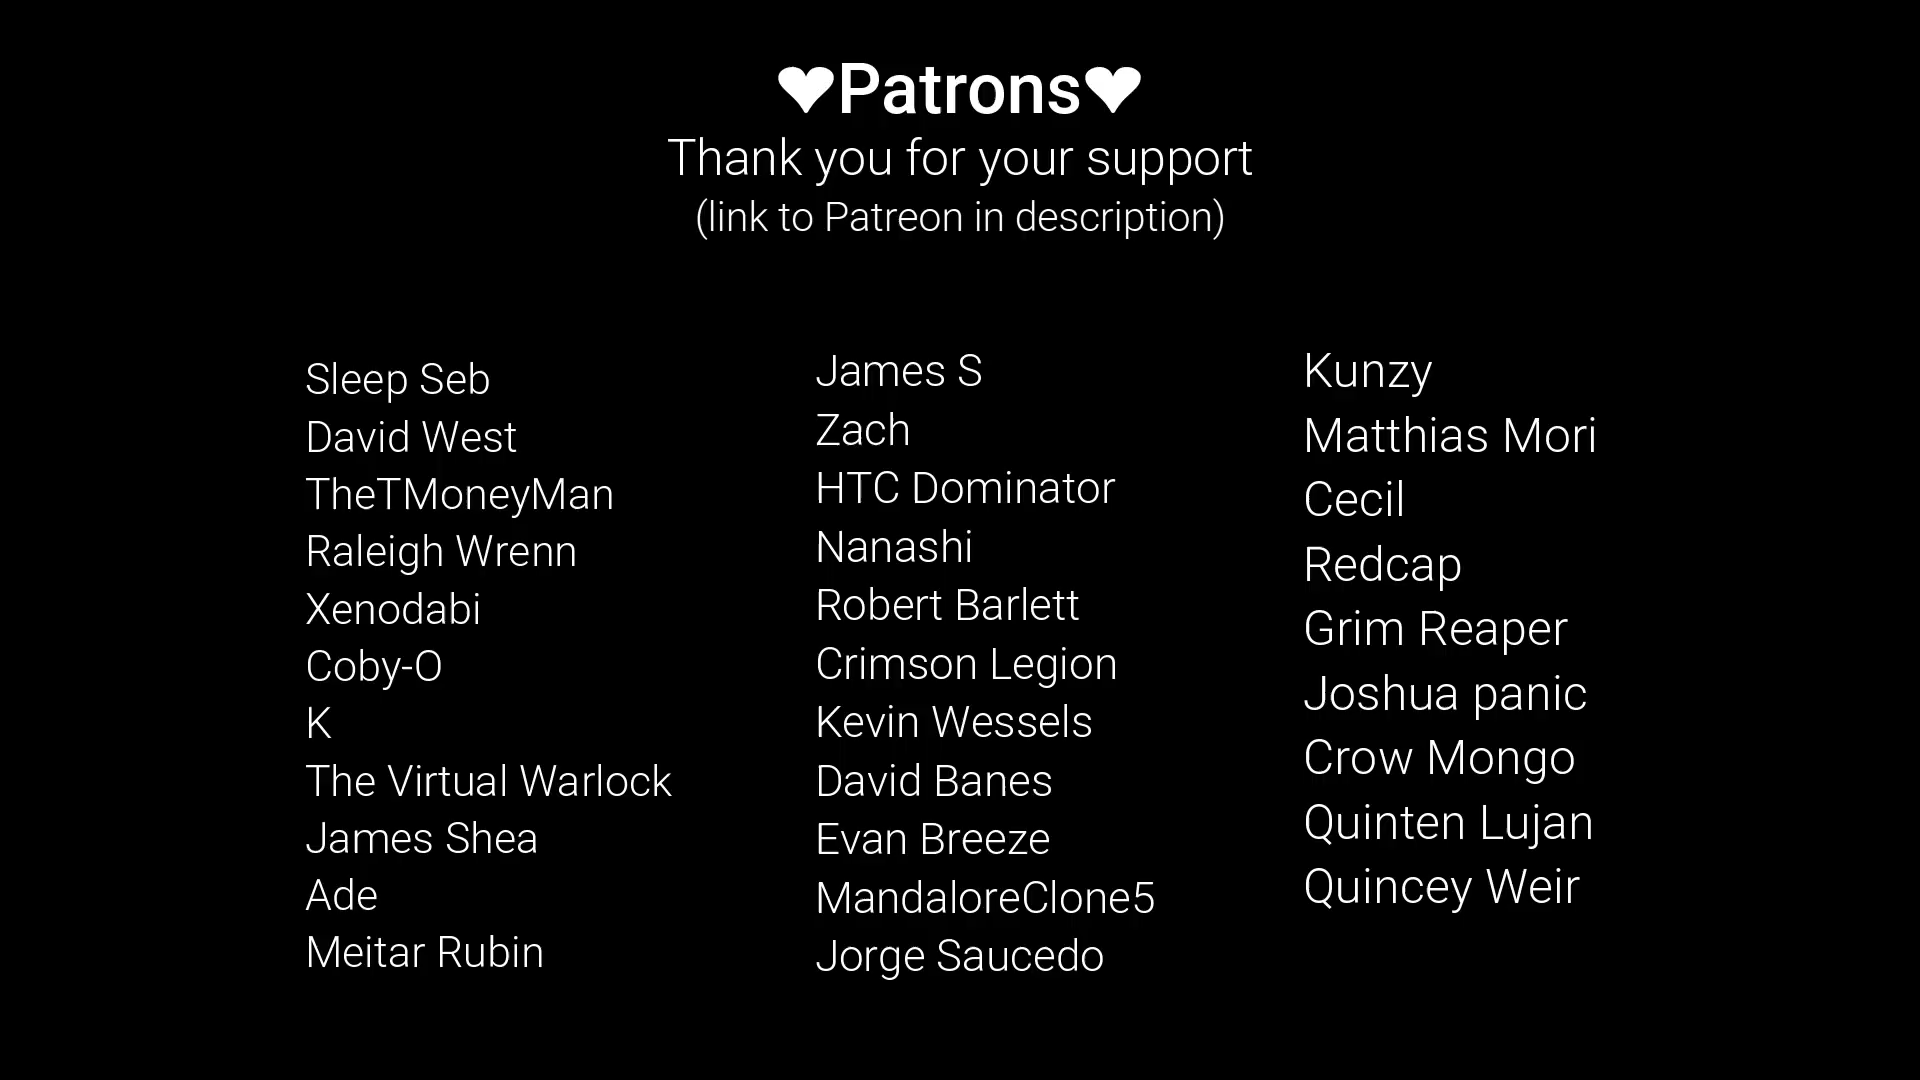 ❤Patrons❤
Thank you for your support
(link to Patreon in description)
Sleep Seb
David West
TheTMoneyMan
Raleigh Wrenn
Xenodabi
Coby-O
K
The Virtual Warlock
James Shea
Ade
Meitar Rubin
James S
Zach
HTC Dominator
Nanashi
Robert Barlett
Crimson Legion
Kevin Wessels
David Banes
Evan Breeze
MandaloreClone5
Jorge Saucedo
Kunzy
Matthias Mori
Cecil
Redcap
Grim Reaper
Joshua panic
Crow Mongo
Quinten Lujan
Quincey Weir